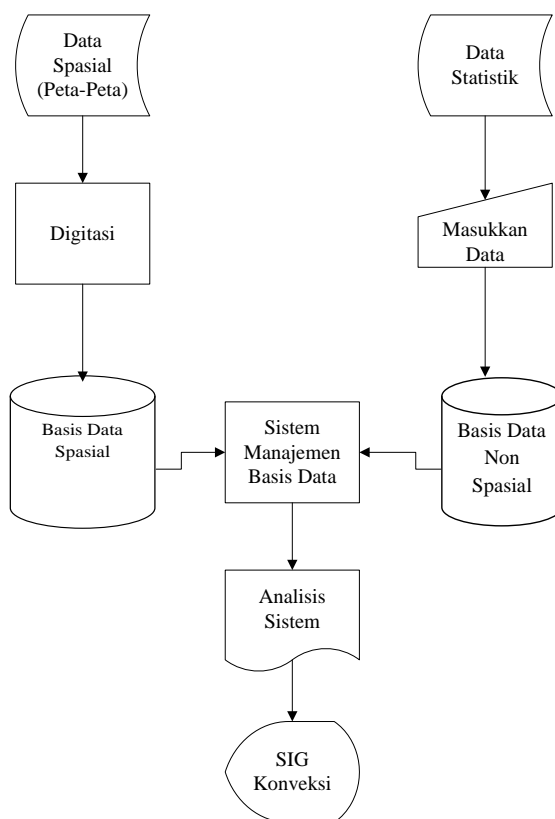 Data
Spasial
(Peta-Peta)
Data
Statistik
Digitasi
Masukkan
Data
Basis Data
Spasial
Sistem
Manajemen
Basis Data
Basis Data
Non
Spasial
Analisis
Sistem
SIG
Konveksi